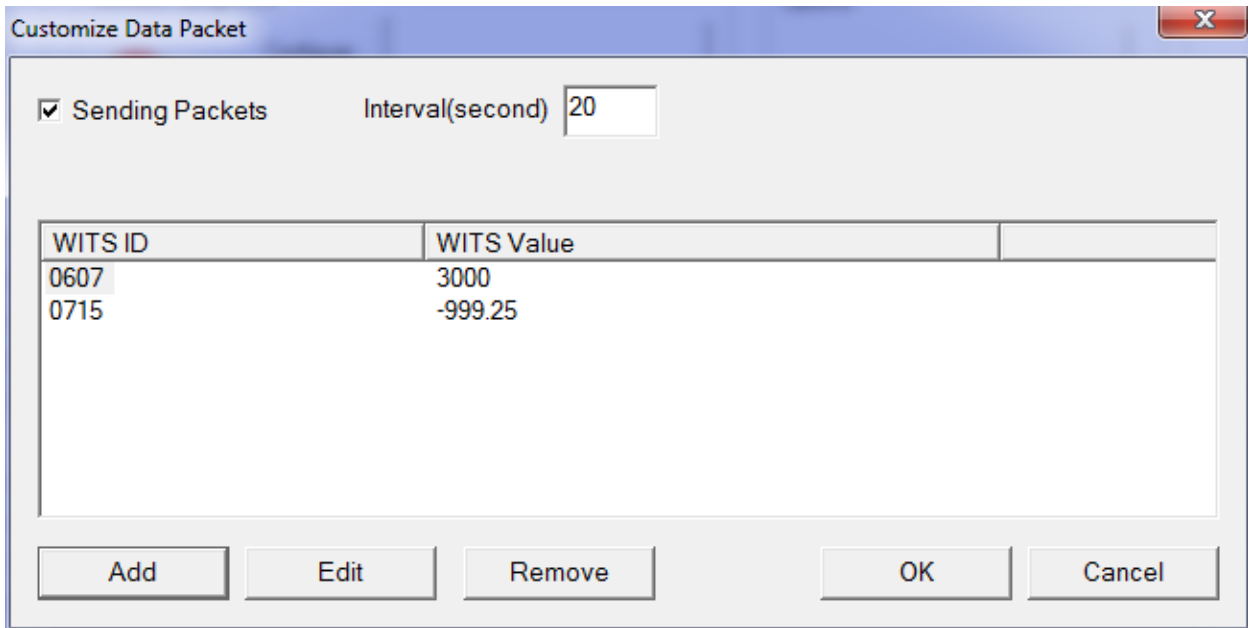 Customize Data Packet
Sending Packets Interval(second) 20
WITS ID WITS Value
0607 3000
0715 -999.25
Add Edit Remove OK Cancel